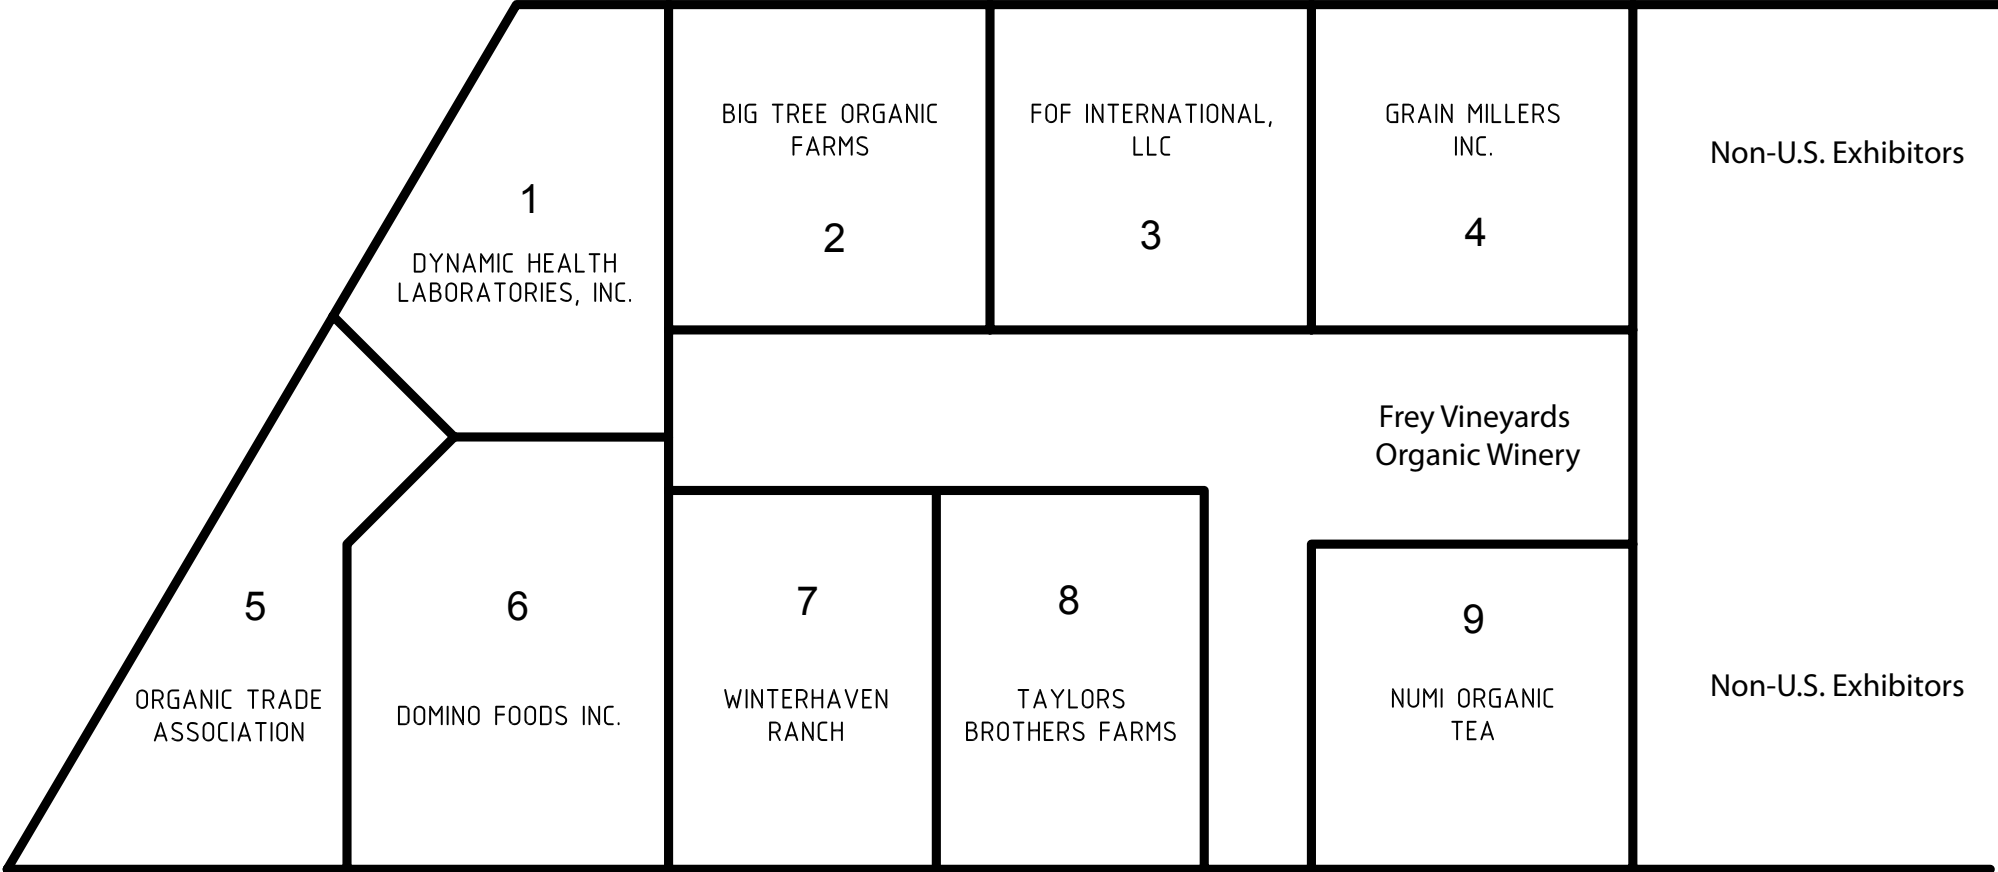 1
DYNAMIC HEALTH
LABORATORIES, INC.
BIG TREE ORGANIC
FARMS
2
FOF INTERNATIONAL,
LLC
3
GRAIN MILLERS
INC.
4
Non-U.S. Exhibitors
Frey Vineyards
Organic Winery
5
ORGANIC TRADE
ASSOCIATION
6
DOMINO FOODS INC.
7
WINTERHAVEN
RANCH
8
TAYLORS
BROTHERS FARMS
9
NUMI ORGANIC
TEA
Non-U.S. Exhibitors